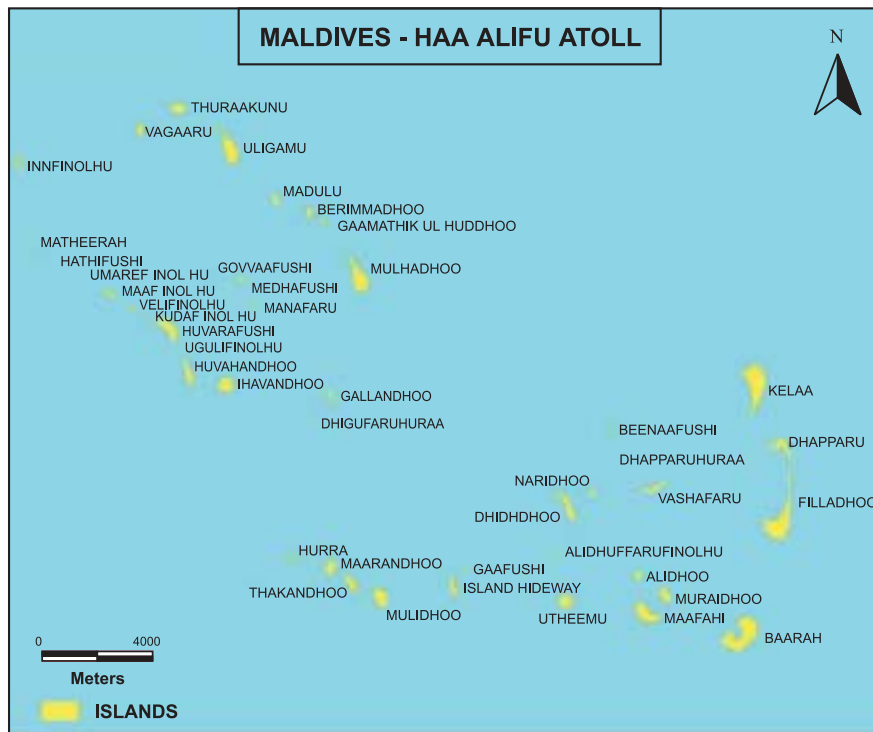 MALDIVES - HAA ALIFU ATOLL
N
THURAAKUNU
VAGAARU
ULIGAMU
INNFINOLHU
MADULU
BERIMMADHOO
GAAMATHIK UL HUDDHOO
MATHEERAH
HATHIFUSHI
GOVVAAFUSHI
MULHADHOO
UMAREF INOL HU
MEDHAFUSHI
MAAF INOL HU
VELIFINOLHU
MANAFARU
KUDAF INOL HU
HUVARAFUSHI
UGULIFINOLHU
HUVAHANDHOO
IHAVANDHOO
KELAA
GALLANDHOO
DHIGUFARUHURAA
BEENAAFUSHI
DHAPPARU
DHAPPARUHURAA
NARIDHOO
VASHAFARU
FILLADHOO
DHIDHDHOO
HURRA
ALIDHUFFARUFINOLHU
MAARANDHOO
GAAFUSHI
ALIDHOO
THAKANDHOO
ISLAND HIDEWAY
MURAIDHOO
MULIDHOO
UTHEEMU
MAAFAHI
BAARAH
0 4000
Meters
ISLANDS